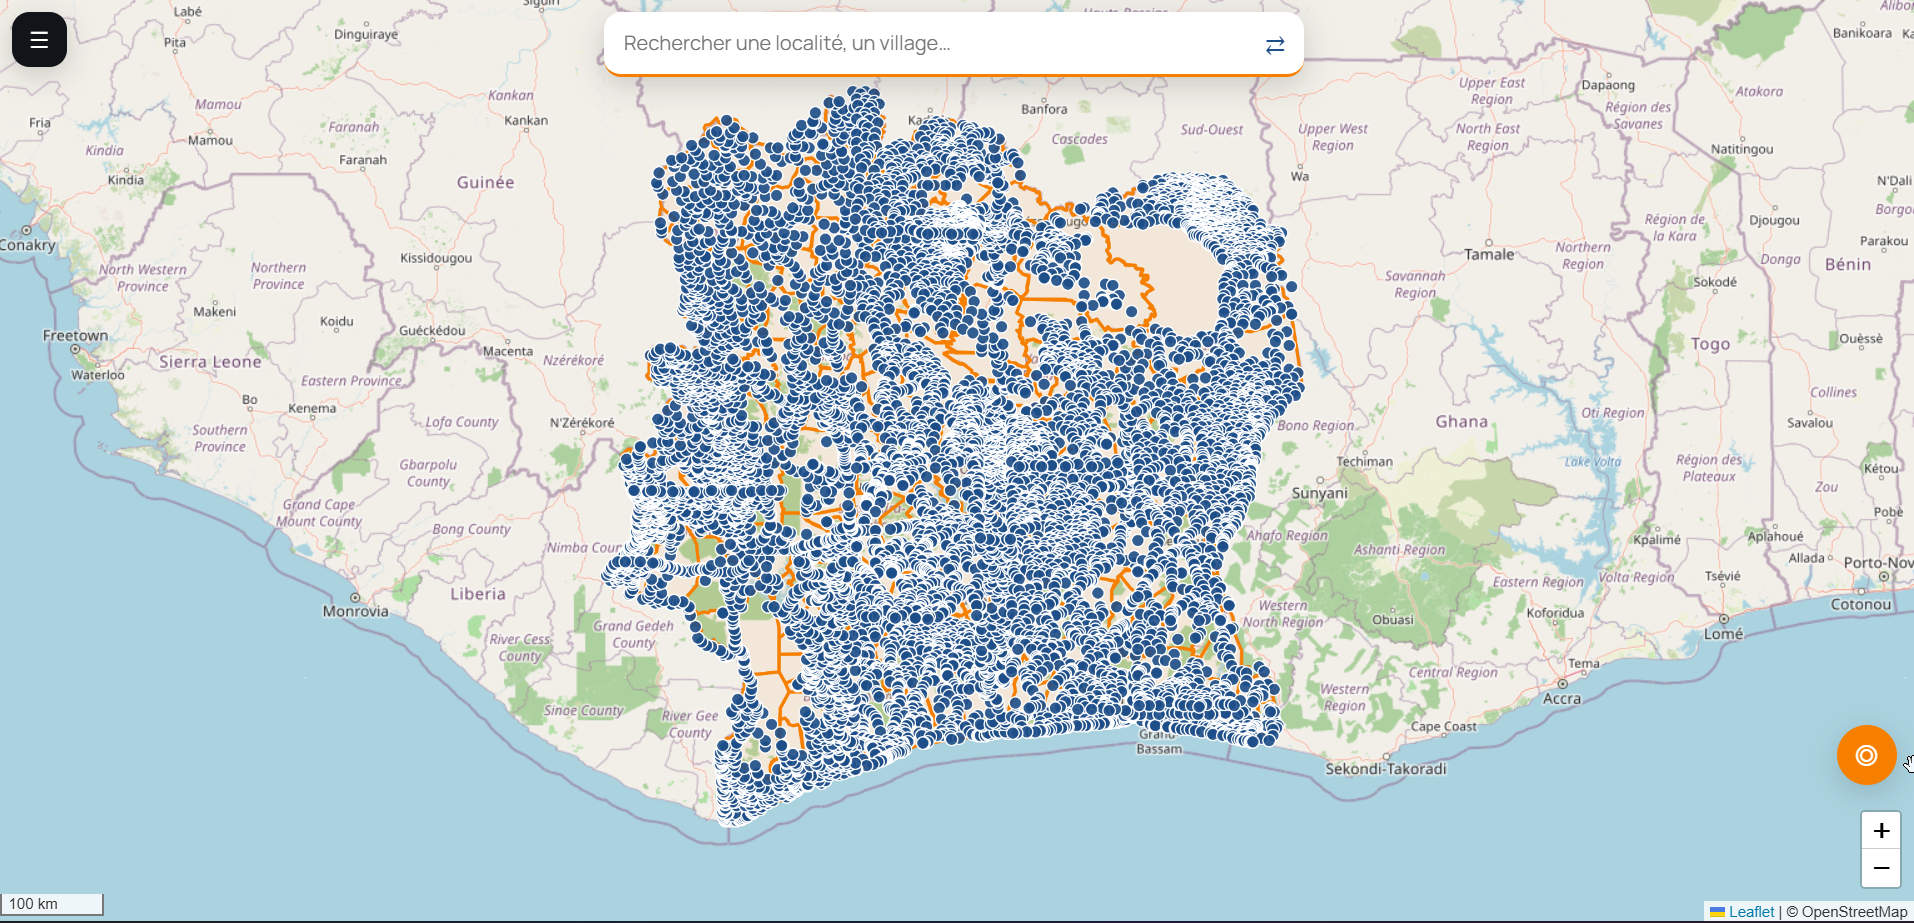 Siguiri
Labé
Pita
Dinguiraye
Rechercher une localité, un village...
Banikoara
Mamou
Kankan
Kankan
Banfora
Upper East
Region
Dapaong
Atakora
Fria
Mamou
Faranah
Cascades
Sud-Ouest
Upper West
Region
North East
Region
Région des
Savanes
Kindia
Faranah
Natitingou
Kindia
Guinée
Wa
N'Dali
Conakry
Région de
la Kara
Djougou
Kissidougou
Tamale
Northern
Region
Parakou
North Western
Province
Northern
Province
Savannah
Region
Donga
Bénin
Sokodé
Makeni
Koidu
Guéckédou
Freetown
Macenta
Nzérékoré
Togo
Ouèssè
Sierra Leone
Waterloo
Eastern Province
Collines
Bo
Kenema
Lofa County
N'Zérékoré
Ghana
Oti Region
Bono Region
Savalou
Southern
Province
Techiman
Lake Volta
Région des
Plateaux
Kétou
Gbarpolu
County
Sunyani
Zou
Grand Cape
Mount County
Pobè
Bong County
Ahafo Region
Ashanti Region
Kpalimé
Aplahoué
Allada
Porto-Nov
Eastern Region
Volta Region
Tsévié
Liberia
Cotonou
Monrovia
Western
North Region
Obuasi
Koforidua
Lomé
River Cess
County
Grand Gedeh
County
Tema
Central Region
Western
Region
Accra
Sinoe County
River Gee
County
Cape Coast
Grand-
Bassam
Sekondi-Takoradi
+
−
100 km
Leaflet | © OpenStreetMap